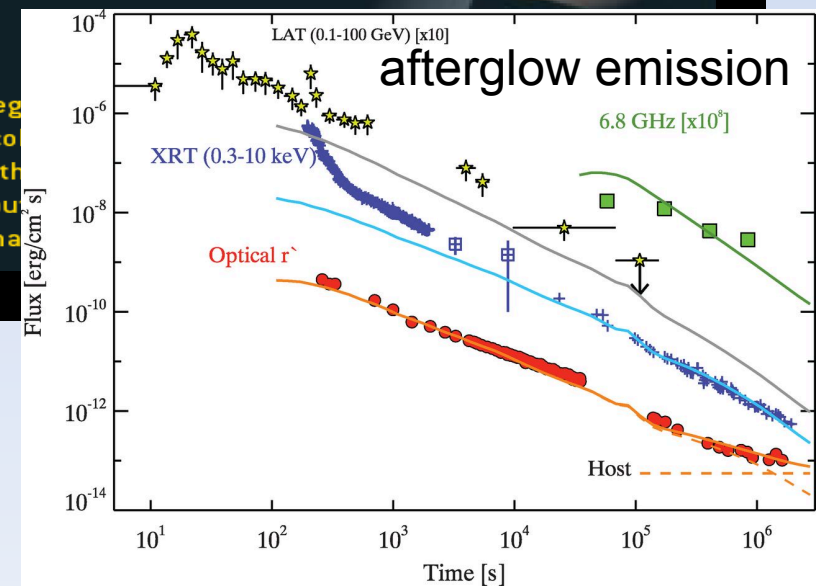 10⁻⁴
LAT (0.1-100 GeV) [x10]
afterglow emission
10⁻⁶
6.8 GHz [x10⁸]
XRT (0.3-10 keV)
Flux [erg/cm² s]
10⁻⁸
Optical r`
10⁻¹⁰
10⁻¹²
Host
10⁻¹⁴
10¹ 10² 10³ 10⁴ 10⁵ 10⁶
Time [s]